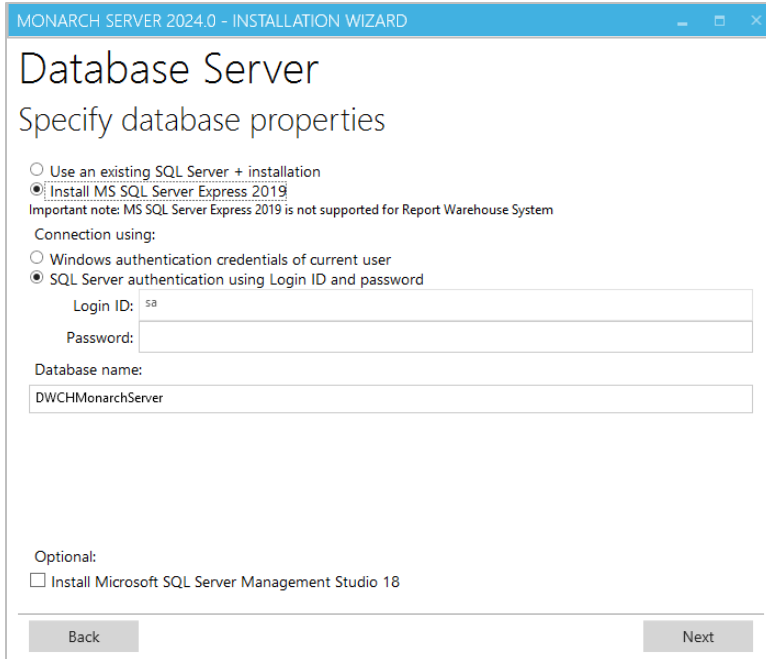 MONARCH SERVER 2024.0 - INSTALLATION WIZARD
Database Server
Specify database properties
Use an existing SQL Server + installation
Install MS SQL Server Express 2019
Important note: MS SQL Server Express 2019 is not supported for Report Warehouse System
Connection using:
Windows authentication credentials of current user
SQL Server authentication using Login ID and password
Login ID: sa
Password:
Database name:
DWCHMonarchServer
Optional:
Install Microsoft SQL Server Management Studio 18
Back Next